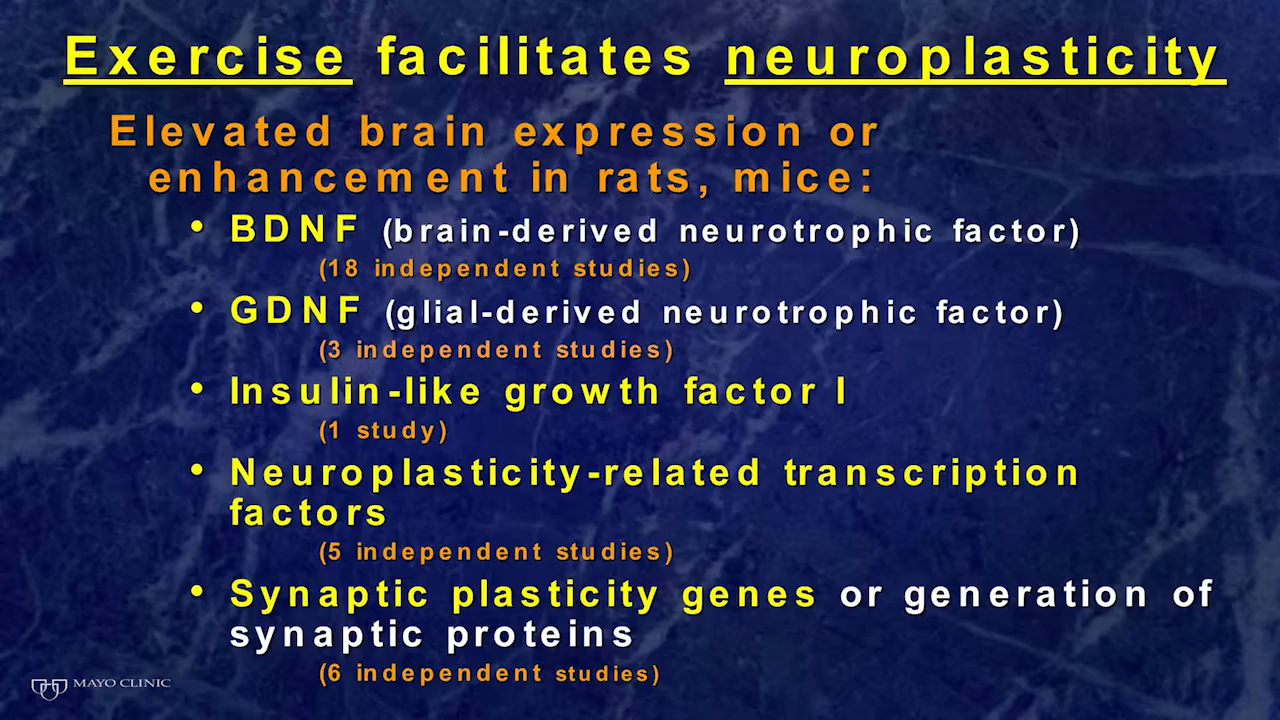 Exercise facilitates neuroplasticity
Elevated brain expression or
enhancement in rats, mice:
• BDNF (brain-derived neurotrophic factor)
(18 independent studies)
• GDNF (glial-derived neurotrophic factor)
(3 independent studies)
• Insulin-like growth factor I
(1 study)
• Neuroplasticity-related transcription
factors
(5 independent studies)
• Synaptic plasticity genes or generation of
synaptic proteins
(6 independent studies)
MAYO CLINIC